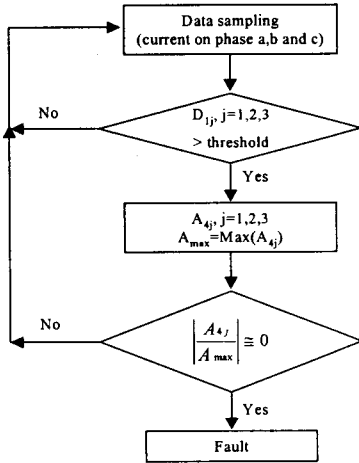 Data sampling
(current on phase a,b and c)
No
D1j, j=1,2,3
> threshold
Yes
A4j, j=1,2,3
Amax=Max(A4j)
No
|A4j / Amax| ≅ 0
Yes
Fault